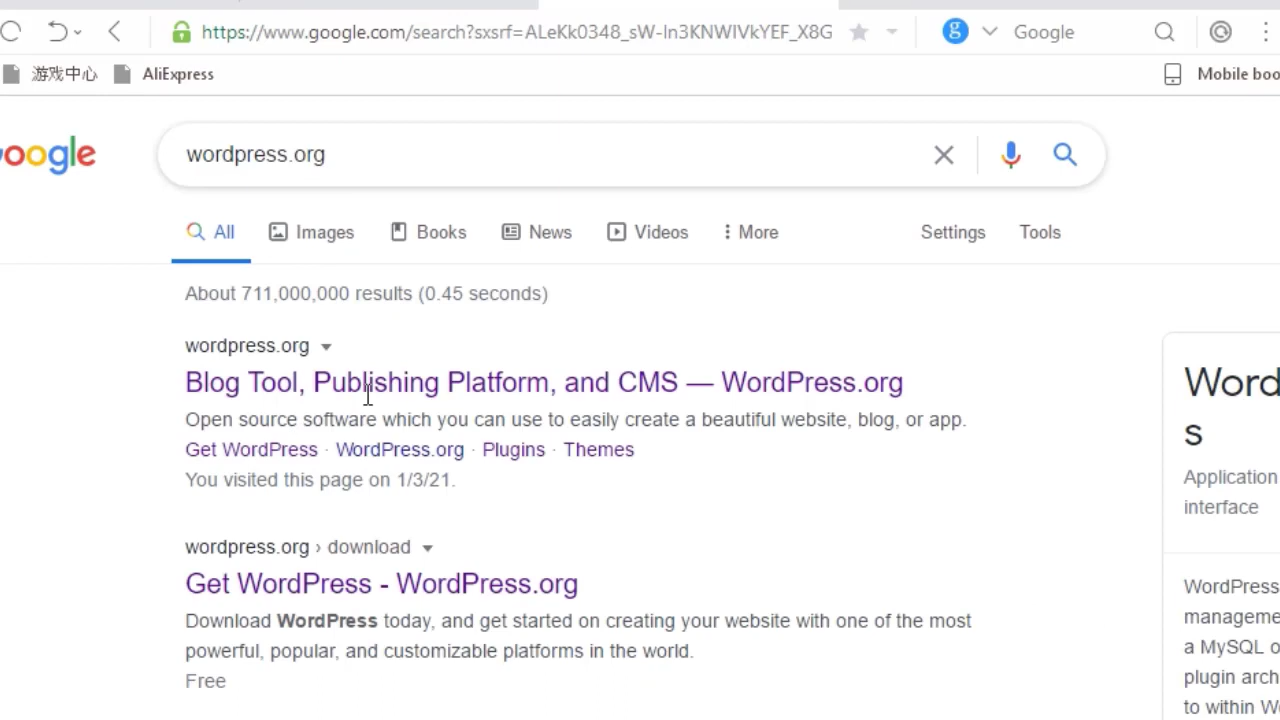 https://www.google.com/search?sxsrf=ALeKk0348_sW-In3KNWIVkYEF_X8G
Google
游戏中心
AliExpress
Mobile boo
oogle
wordpress.org
All
Images
Books
News
Videos
More
Settings
Tools
About 711,000,000 results (0.45 seconds)
wordpress.org
Blog Tool, Publishing Platform, and CMS — WordPress.org
Open source software which you can use to easily create a beautiful website, blog, or app.
Get WordPress · WordPress.org · Plugins · Themes
You visited this page on 1/3/21.
wordpress.org › download
Get WordPress - WordPress.org
Download WordPress today, and get started on creating your website with one of the most
powerful, popular, and customizable platforms in the world.
Free
Word
s
Application
interface
WordPress
manageme
a MySQL o
plugin arch
to within W